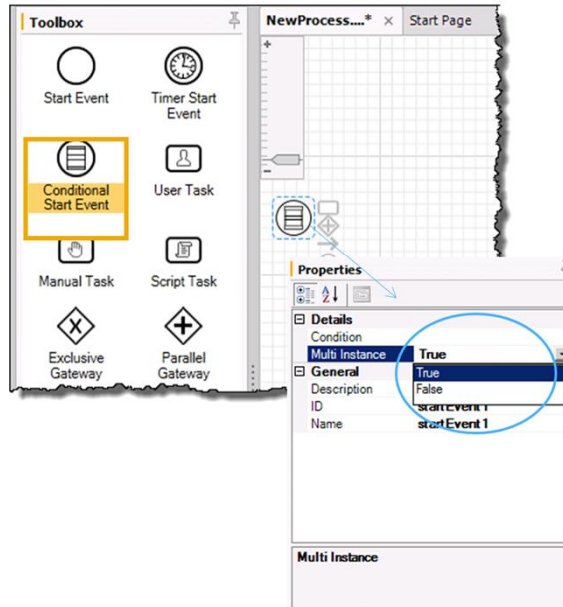 Toolbox
NewProcess....* × Start Page
Start Event
Timer Start
Event
Conditional
Start Event
User Task
Manual Task
Script Task
Exclusive
Gateway
Parallel
Gateway
Properties
Details
Condition
Multi Instance True
General True
Description False
ID startEvent1
Name startEvent1
Multi Instance